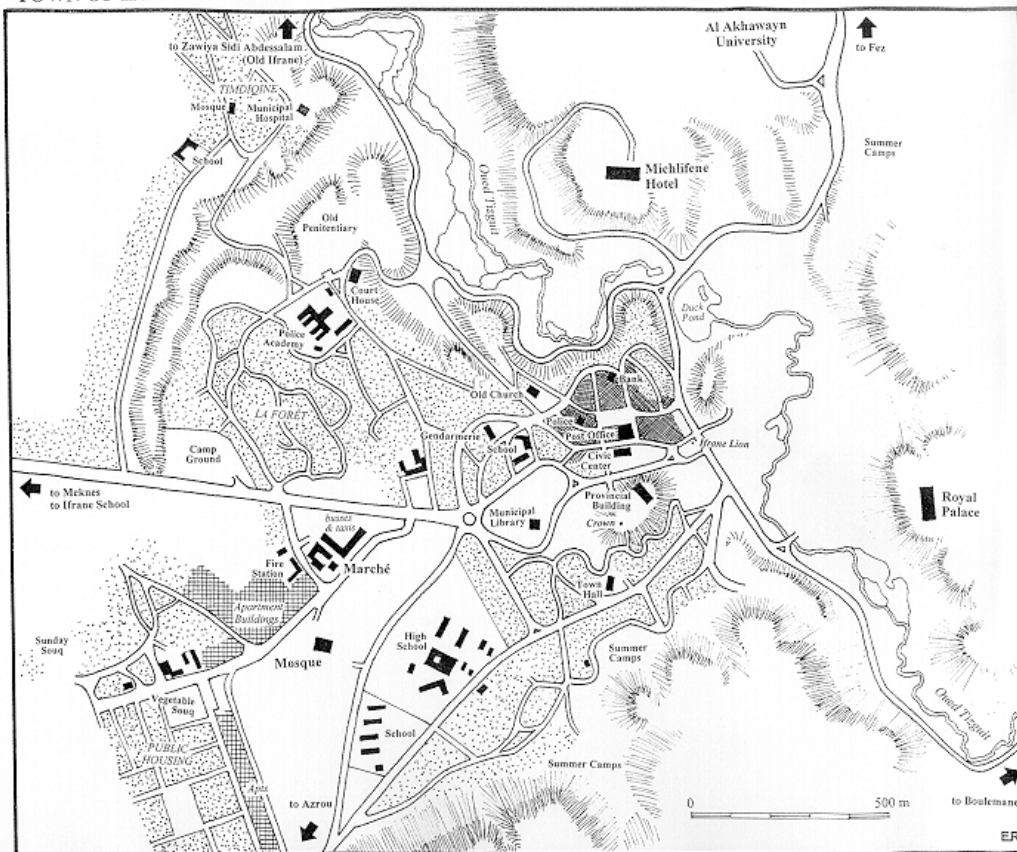 to Zawiya Sidi Abdessalam
(Old Ifrane)
Al Akhawayn
University
to Fez
TIMDIQINE
Mosque
Municipal
Hospital
School
Summer
Camps
Oued Tizguit
Michlifene
Hotel
Old
Penitentiary
Court
House
Duck
Pond
Police
Academy
Old Church
Bank
LA FORÊT
Police
Post Office
Gendarmerie
School
Civic
Center
Ifrane Lion
Camp
Ground
to Meknes
to Ifrane School
Provincial
Building
Royal
Palace
Municipal
Library
Crown
buses
& taxis
Fire
Station
Marché
Town
Hall
Apartment
Buildings
Sunday
Souq
High
School
Mosque
Summer
Camps
Vegetable
Souq
Oued Tizguit
PUBLIC
HOUSING
School
Summer Camps
Apts
to Azrou
0
500 m
to Boulemane